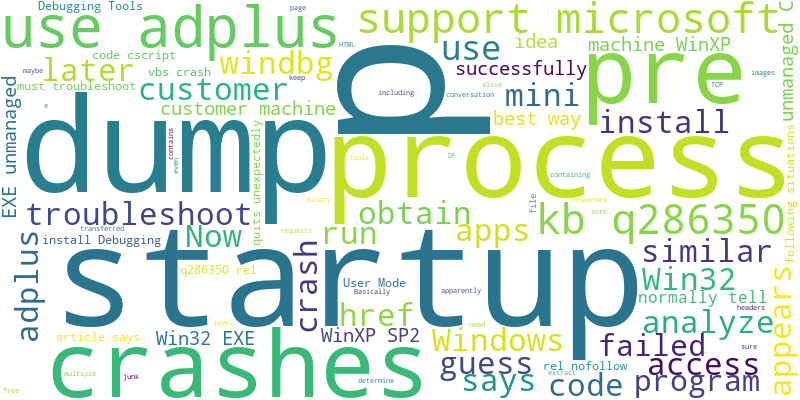 Debugging Tools
use adplus
support microsoft
page
HTML
code cscript
vbs crash
windbg
use
idea
machine WinXP
later
must troubleshoot
customer
successfully
maybe
keep
alive
TCP
images
pre
unmanaged C
EXE unmanaged
e
contains
even
customer machine
including
conversation
mini
best way
install
dump
p
process
Tools
IP
containing
quits unexpectedly
following situations
troubleshoot
binary
obtain
file
responses
sort
kb q286350
transferred
install Debugging
Now
requests
run
apps
adplus
startup
crash
similar
q286350 rel
User Mode
Basically
apparently
Win32
normally tell
headers
appears
href
analyze
article says
Win32 EXE
level
WinXP SP2
Windows
need
failed
crashes
guess
rel nofollow
access
multiple
junk
determine
says
extract
code
program
sure
free